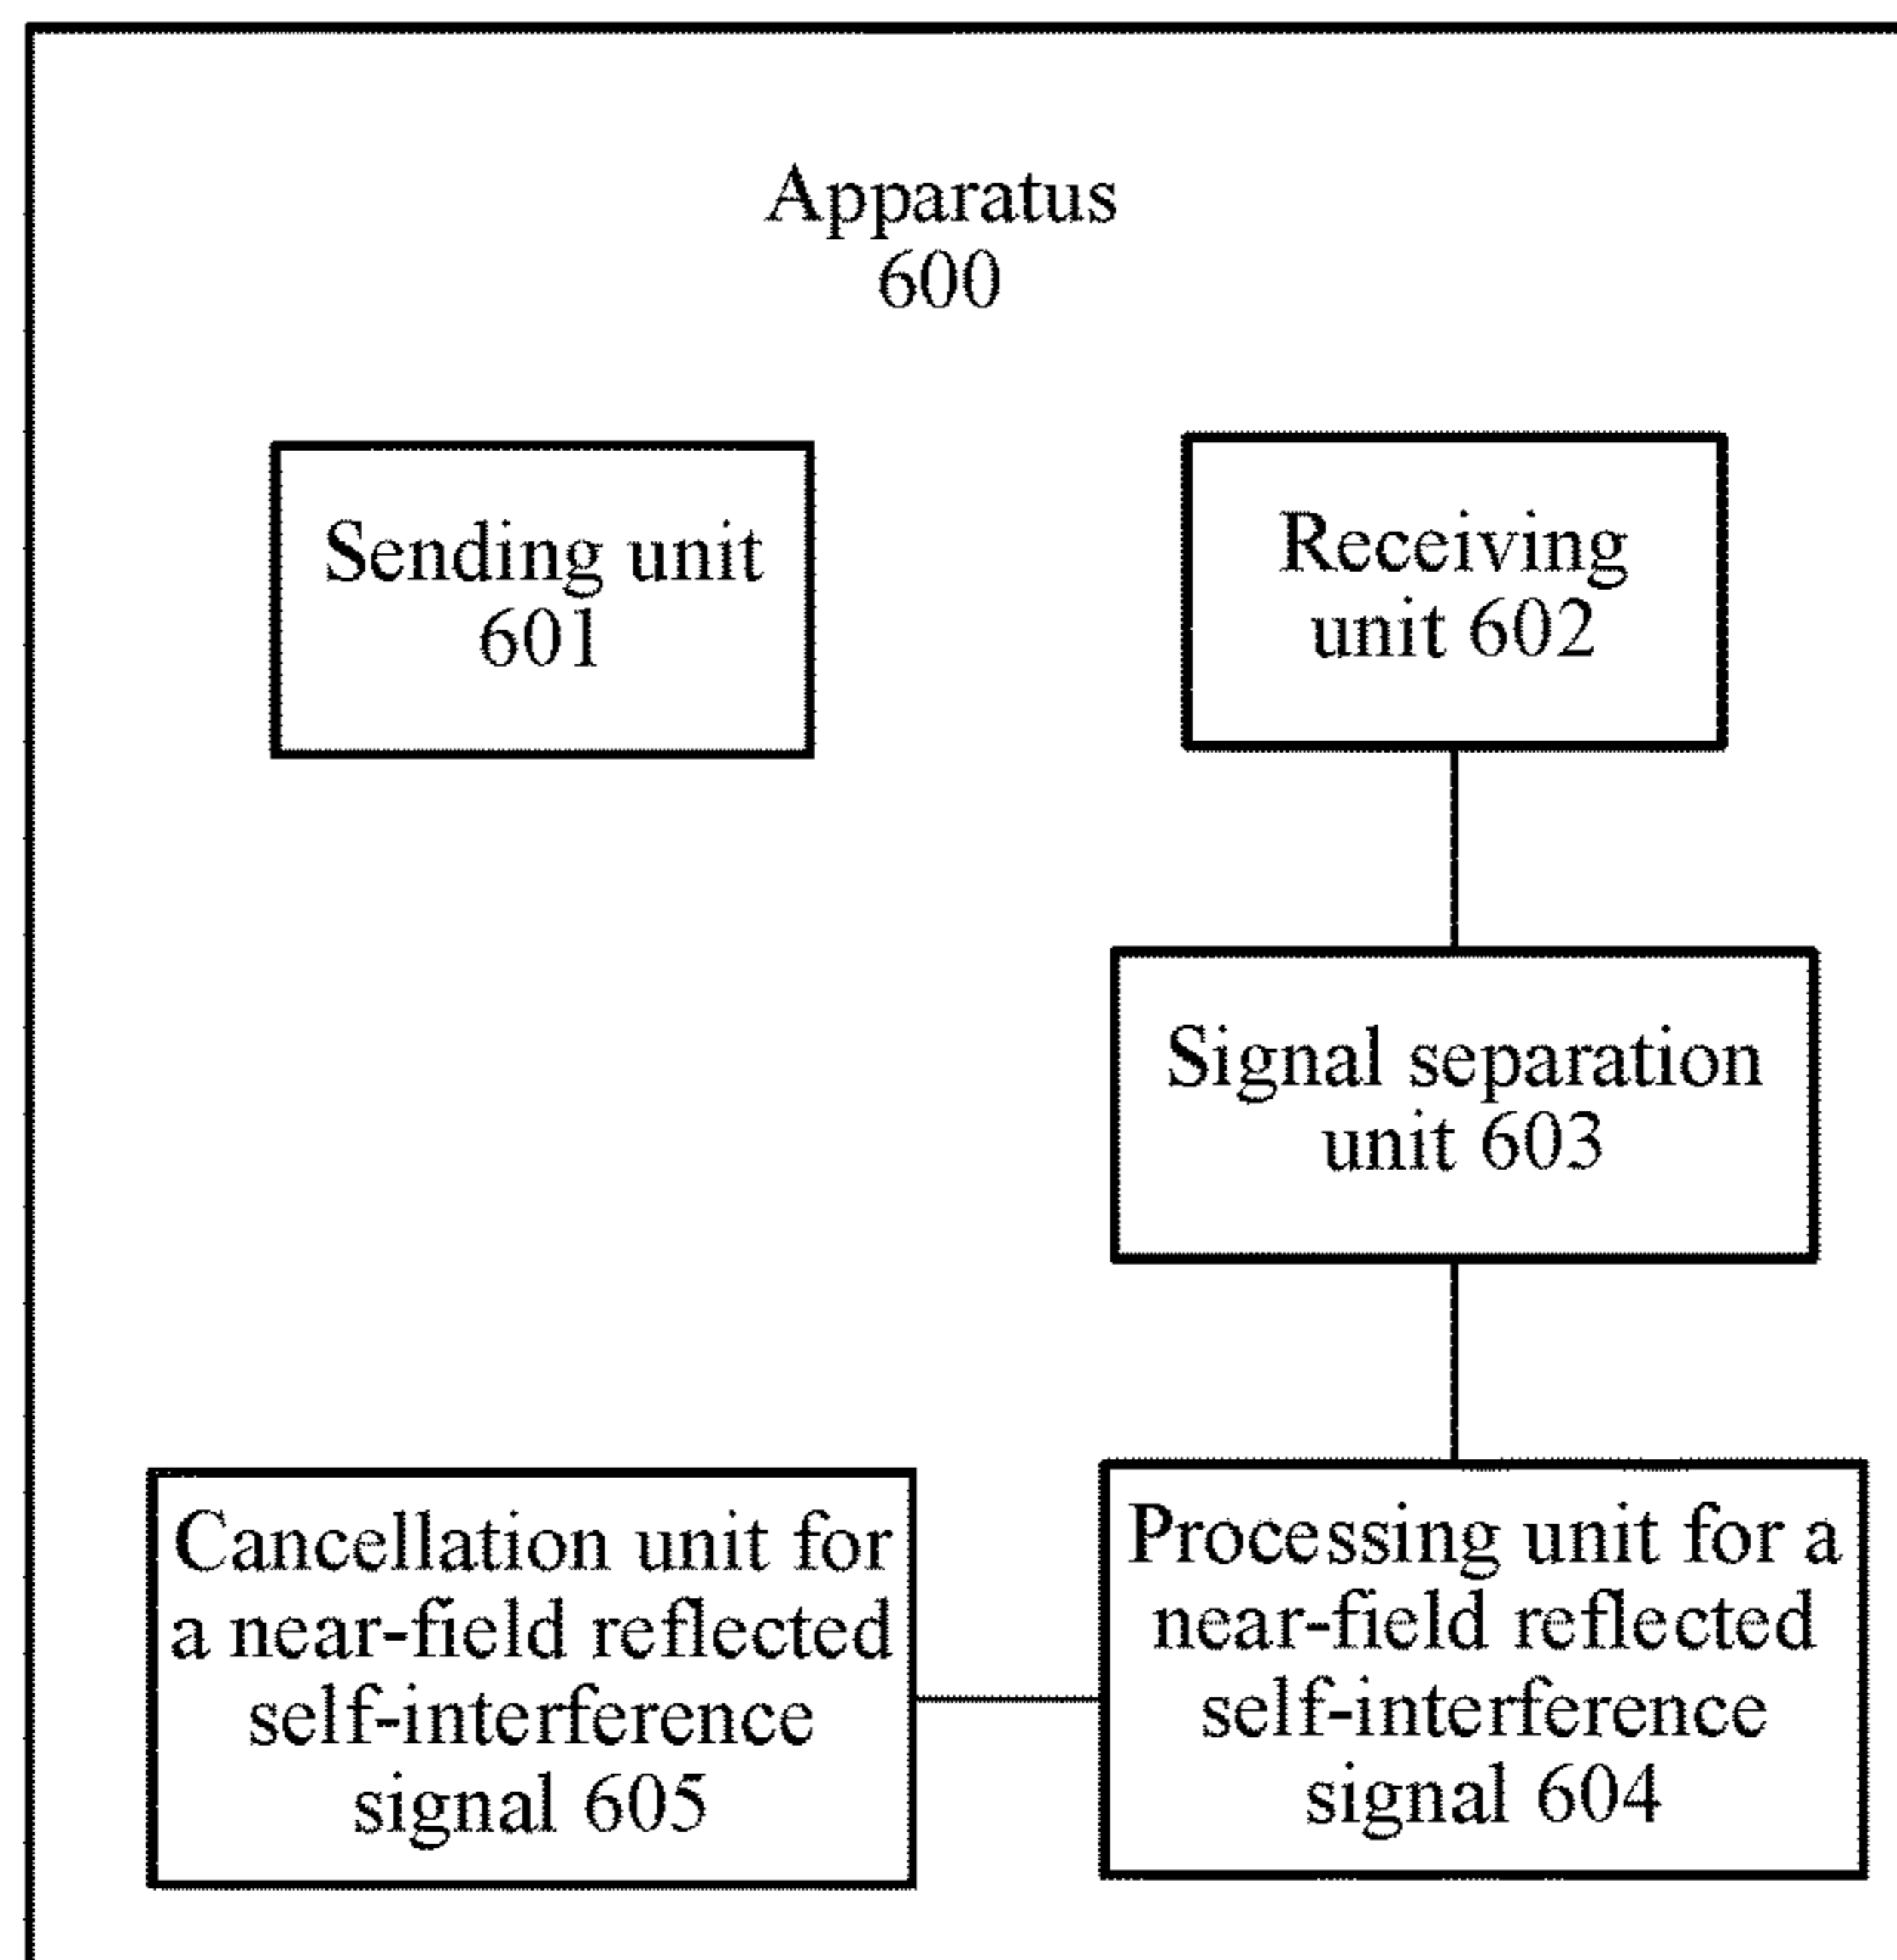 Apparatus
600
Sending unit
601
Receiving
unit 602
Signal separation
unit 603
Cancellation unit for
a near-field reflected
self-interference
signal 605
Processing unit for a
near-field reflected
self-interference
signal 604